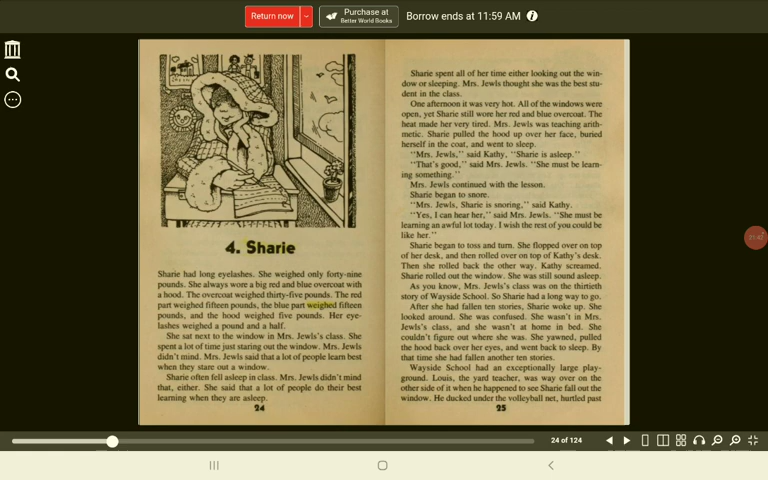 Return now
Purchase at
Better World Books
Borrow ends at 11:59 AM
4. Sharie
Sharie had long eyelashes. She weighed only forty-nine
pounds. She always wore a big red and blue overcoat with
a hood. The overcoat weighed thirty-five pounds. The red
part weighed fifteen pounds, the blue part weighed fifteen
pounds, and the hood weighed five pounds. Her eye-
lashes weighed a pound and a half.
She sat next to the window in Mrs. Jewls's class. She
spent a lot of time just staring out the window. Mrs. Jewls
didn't mind. Mrs. Jewls said that a lot of people learn best
when they stare out a window.
Sharie often fell asleep in class. Mrs. Jewls didn't mind
that, either. She said that a lot of people do their best
learning when they are asleep.
24
Sharie spent all of her time either looking out the win-
dow or sleeping. Mrs. Jewls thought she was the best stu-
dent in the class.
One afternoon it was very hot. All of the windows were
open, yet Sharie still wore her red and blue overcoat. The
heat made her very tired. Mrs. Jewls was teaching arith-
metic. Sharie pulled the hood up over her face, buried
herself in the coat, and went to sleep.
"Mrs. Jewls," said Kathy, "Sharie is asleep."
"That's good," said Mrs. Jewls. "She must be learn-
ing something."
Mrs. Jewls continued with the lesson.
Sharie began to snore.
"Mrs. Jewls, Sharie is snoring," said Kathy.
"Yes, I can hear her," said Mrs. Jewls. "She must be
learning an awful lot today. I wish the rest of you could be
like her."
Sharie began to toss and turn. She flopped over on top
of her desk, and then rolled over on top of Kathy's desk.
Then she rolled back the other way. Kathy screamed.
Sharie rolled out the window. She was still sound asleep.
As you know, Mrs. Jewls's class was on the thirtieth
story of Wayside School. So Sharie had a long way to go.
After she had fallen ten stories, Sharie woke up. She
looked around. She was confused. She wasn't in Mrs.
Jewls's class, and she wasn't at home in bed. She
couldn't figure out where she was. She yawned, pulled
the hood back over her eyes, and went back to sleep. By
that time she had fallen another ten stories.
Wayside School had an exceptionally large play-
ground. Louis, the yard teacher, was way over on the
other side of it when he happened to see Sharie fall out the
window. He ducked under the volleyball net, hurtled past
25
24 of 124